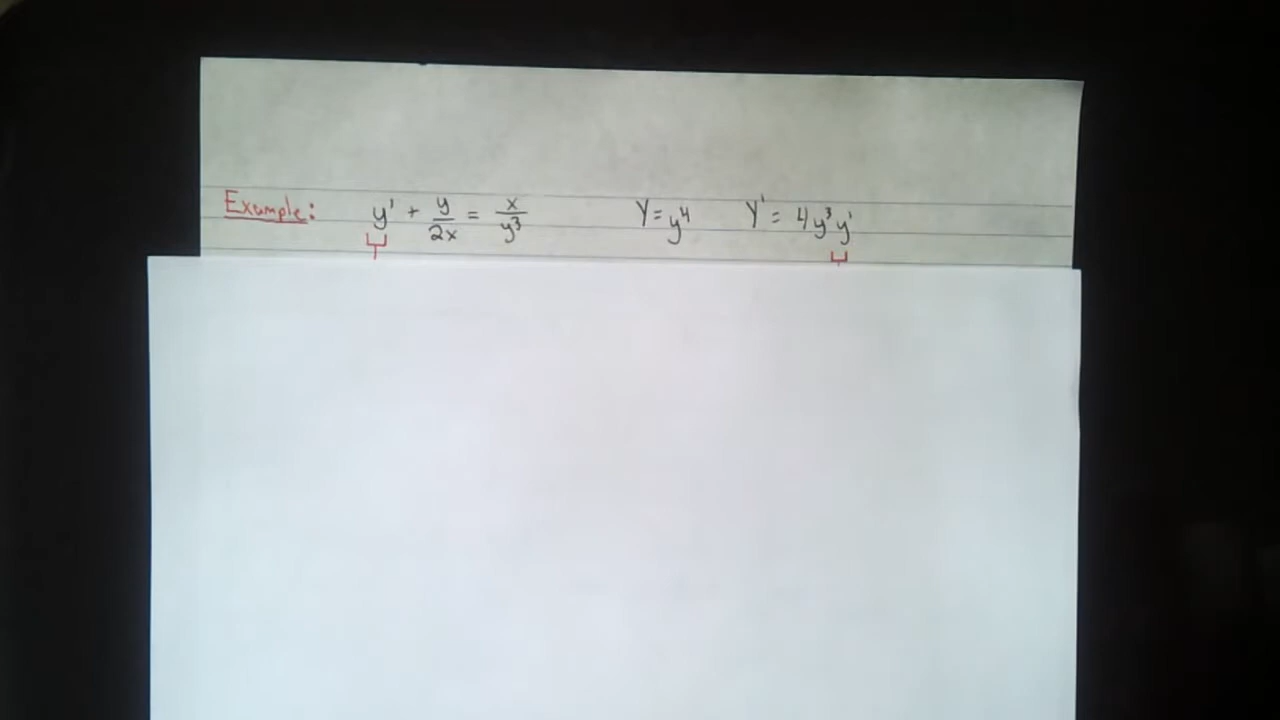 Example: y' + y/2x = x/y³ Y = y⁴ Y' = 4y³y'